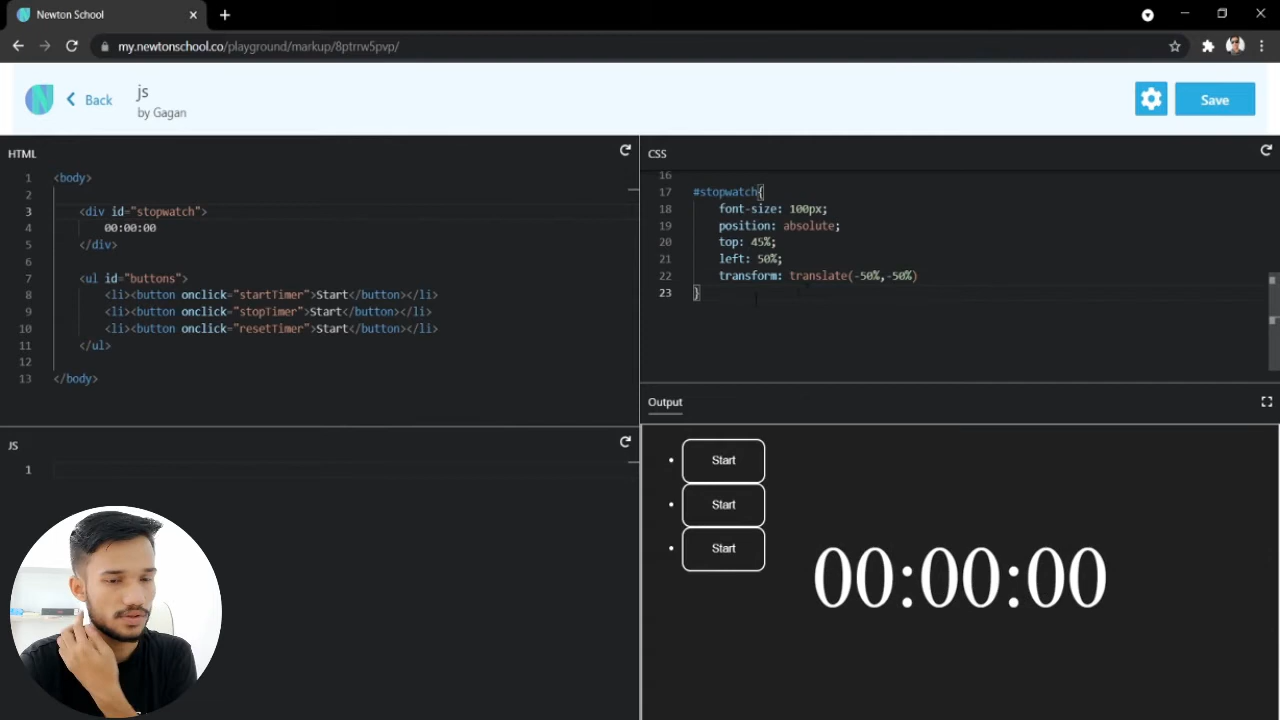 Newton School
my.newtonschool.co/playground/markup/8ptrrw5pvp/
Back
js
by Gagan
Save
HTML
1 <body>
2
3 <div id="stopwatch">
4 00:00:00
5 </div>
6
7 <ul id="buttons">
8 <li><button onclick="startTimer">Start</button></li>
9 <li><button onclick="stopTimer">Start</button></li>
10 <li><button onclick="resetTimer">Start</button></li>
11 </ul>
12
13 </body>
JS
1
CSS
16
17 #stopwatch{
18 font-size: 100px;
19 position: absolute;
20 top: 45%;
21 left: 50%;
22 transform: translate(-50%,-50%)
23 }
Output
Start
Start
Start
00:00:00